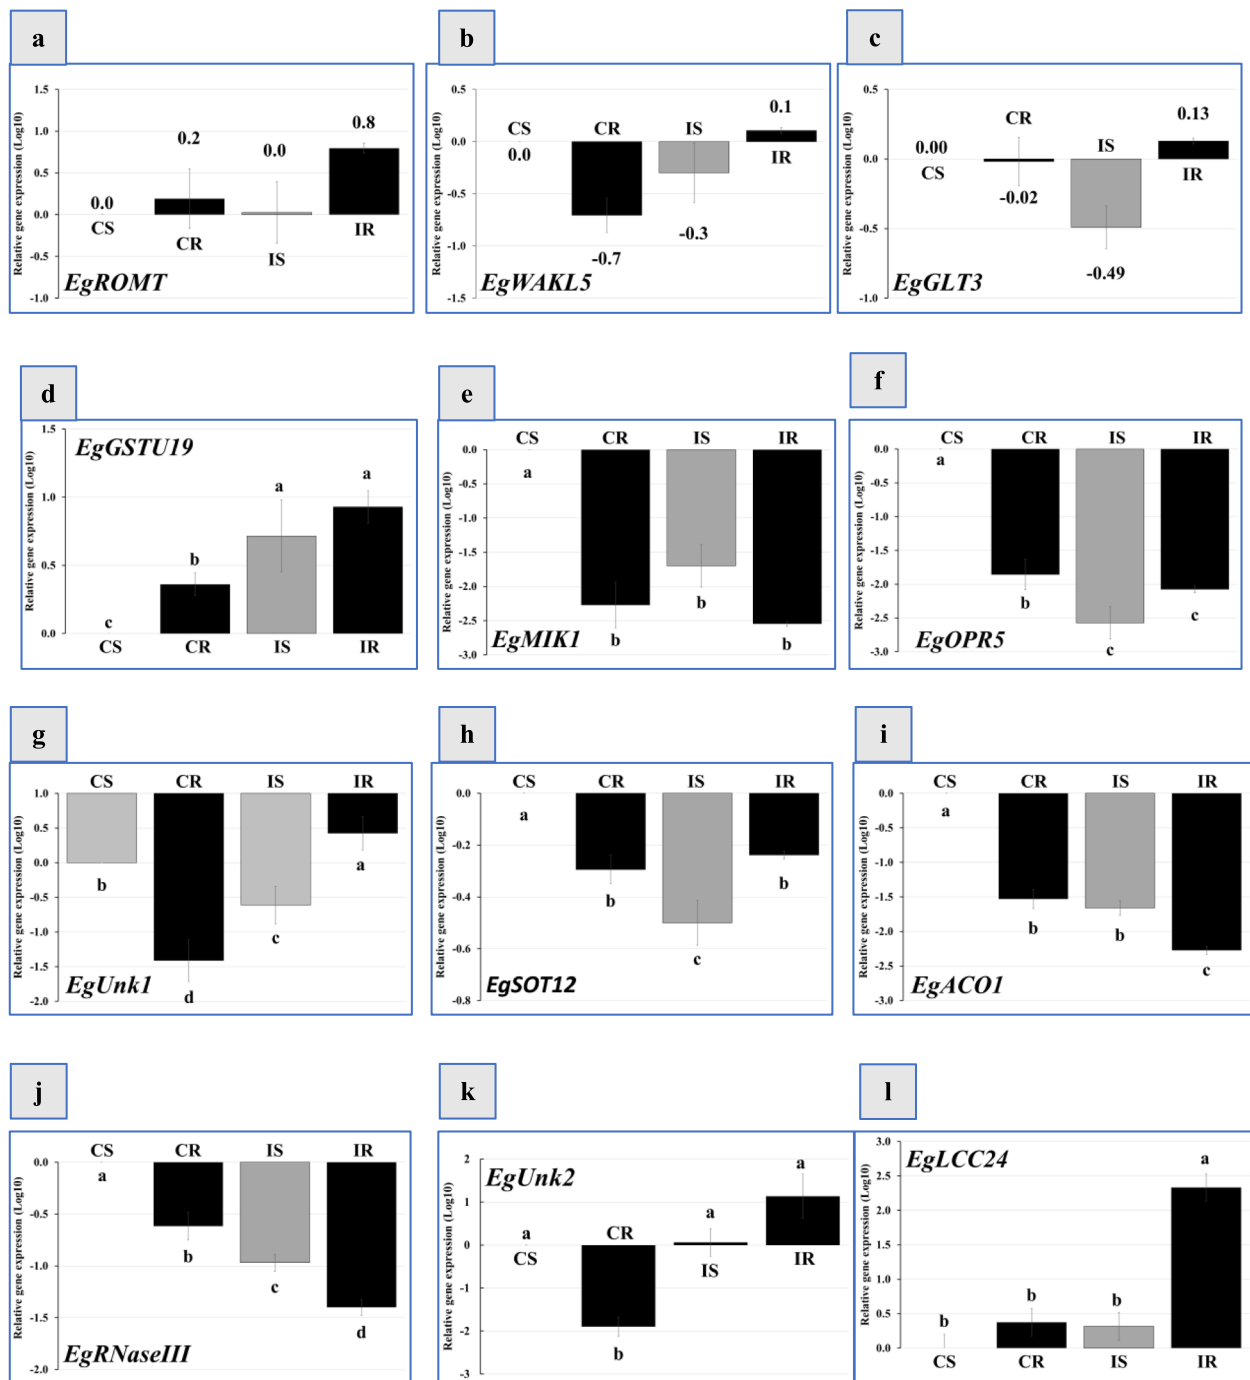 a
b
c
Relative gene expression (Log10)
1.5
1.0
0.5
0.0
-0.5
-1.0
0.0
CS
0.2
CR
0.0
IS
0.8
IR
EgROMT
Relative gene expression (Log10)
0.5
0.0
-0.5
-1.0
-1.5
CS
0.0
CR
-0.7
IS
-0.3
0.1
IR
EgWAKL5
Relative gene expression (Log10)
0.5
0.0
-0.5
-1.0
0.00
CS
CR
-0.02
IS
-0.49
0.13
IR
EgGLT3
d
e
f
Relative gene expression (Log10)
1.5
1.0
0.5
0.0
EgGSTU19
c
b
a
a
CS
CR
IS
IR
Relative gene expression (Log10)
CS
CR
IS
IR
0.0
-0.5
-1.0
-1.5
-2.0
-2.5
-3.0
a
b
b
b
EgMIK1
Relative gene expression (Log10)
CS
CR
IS
IR
0.0
-0.5
-1.0
-1.5
-2.0
-2.5
-3.0
a
b
c
c
EgOPR5
g
h
i
Relative gene expression (Log10)
CS
CR
IS
IR
1.0
0.5
0.0
-0.5
-1.0
-1.5
-2.0
b
d
c
a
EgUnk1
Relative gene expression (Log10)
CS
CR
IS
IR
0.0
-0.2
-0.4
-0.6
-0.8
a
b
c
b
EgSOT12
Relative gene expression (Log10)
CS
CR
IS
IR
0.0
-0.5
-1.0
-1.5
-2.0
-2.5
-3.0
a
b
b
c
EgACO1
j
k
l
Relative gene expression (Log10)
CS
CR
IS
IR
0.0
-0.5
-1.0
-1.5
-2.0
a
b
c
d
EgRNaseIII
Relative gene expression (Log10)
2
1
0
-1
-2
-3
EgUnk2
a
CS
CR
b
a
IS
a
IR
Relative gene expression (Log10)
3.0
2.5
2.0
1.5
1.0
0.5
0.0
EgLCC24
b
b
b
a
CS
CR
IS
IR